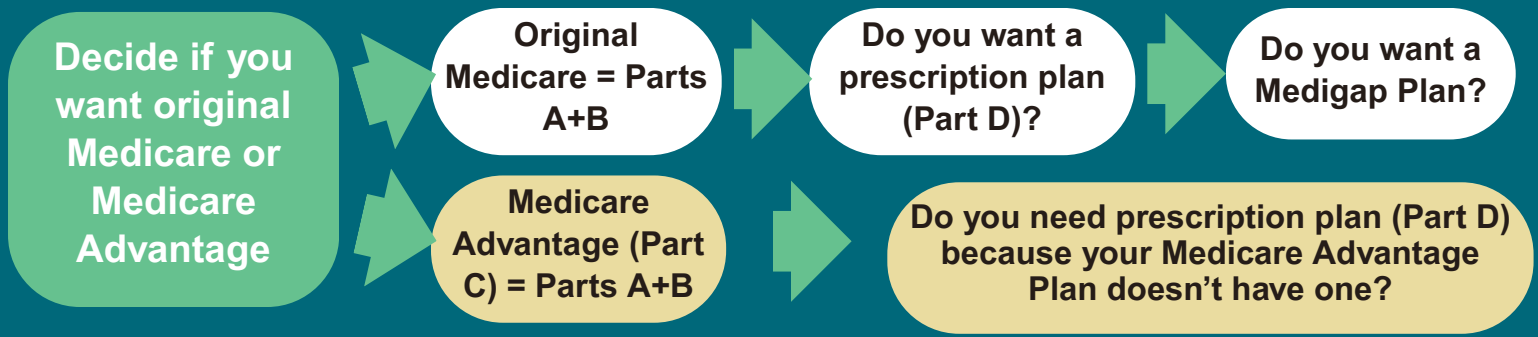 Decide if you
want original
Medicare or
Medicare
Advantage
Original
Medicare = Parts
A+B
Do you want a
prescription plan
(Part D)?
Do you want a
Medigap Plan?
Medicare
Advantage (Part
C) = Parts A+B
Do you need prescription plan (Part D)
because your Medicare Advantage
Plan doesn't have one?